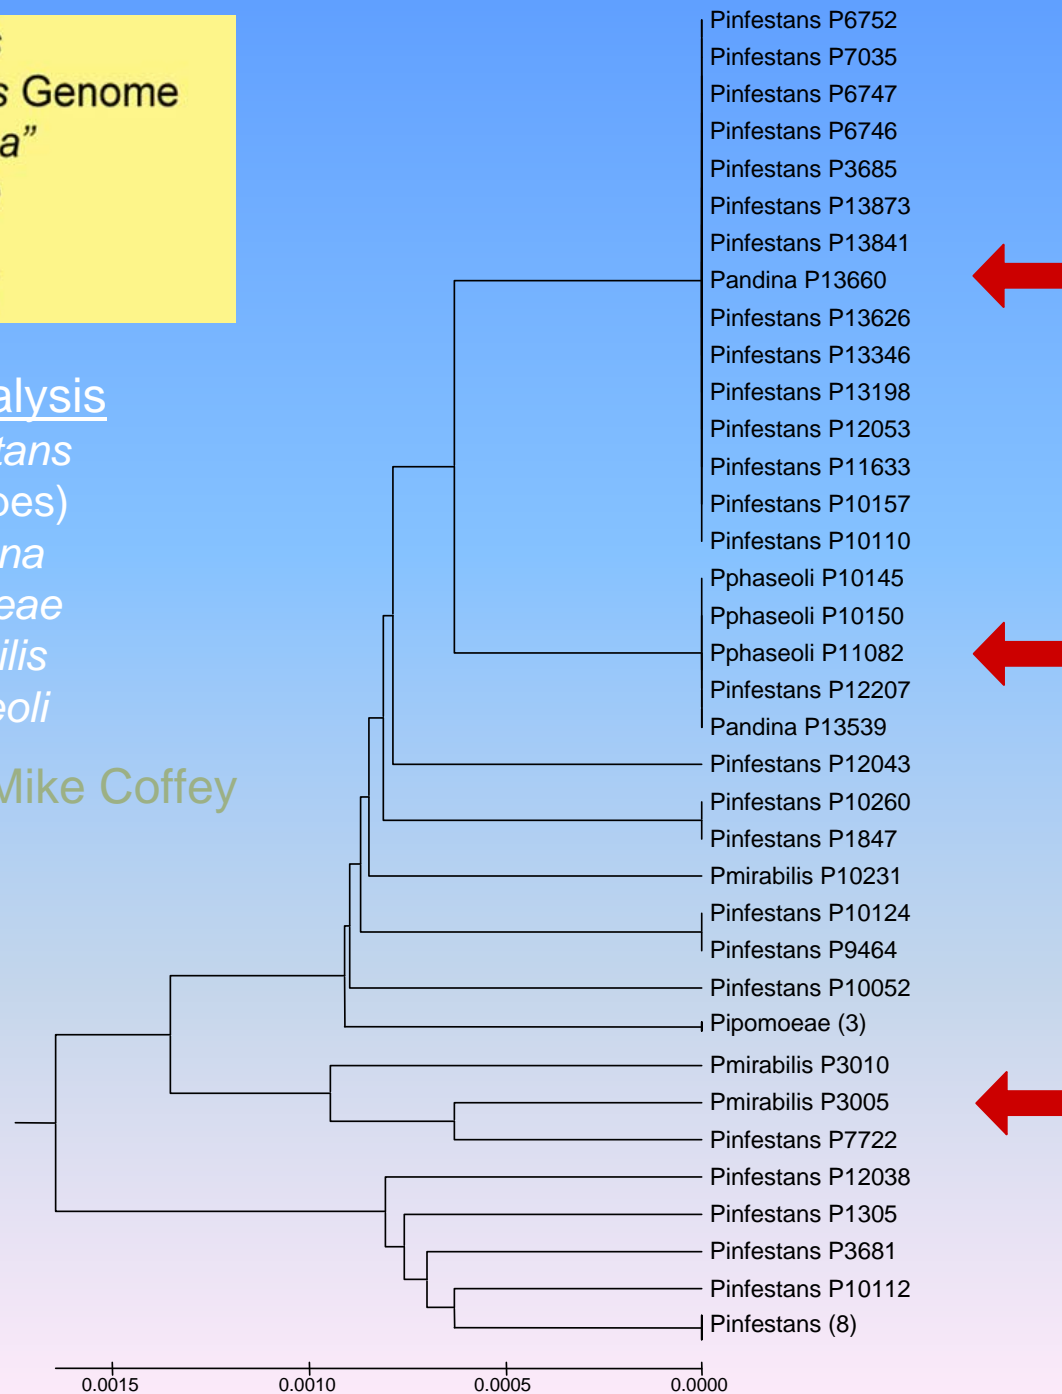 s Genome
a”
alysis
tans
oes)
na
eae
ilis
eoli
Mike Coffey
Pinfestans P6752
Pinfestans P7035
Pinfestans P6747
Pinfestans P6746
Pinfestans P3685
Pinfestans P13873
Pinfestans P13841
Pandina P13660
Pinfestans P13626
Pinfestans P13346
Pinfestans P13198
Pinfestans P12053
Pinfestans P11633
Pinfestans P10157
Pinfestans P10110
Pphaseoli P10145
Pphaseoli P10150
Pphaseoli P11082
Pinfestans P12207
Pandina P13539
Pinfestans P12043
Pinfestans P10260
Pinfestans P1847
Pmirabilis P10231
Pinfestans P10124
Pinfestans P9464
Pinfestans P10052
Pipomoeae (3)
Pmirabilis P3010
Pmirabilis P3005
Pinfestans P7722
Pinfestans P12038
Pinfestans P1305
Pinfestans P3681
Pinfestans P10112
Pinfestans (8)
0.0015 0.0010 0.0005 0.0000